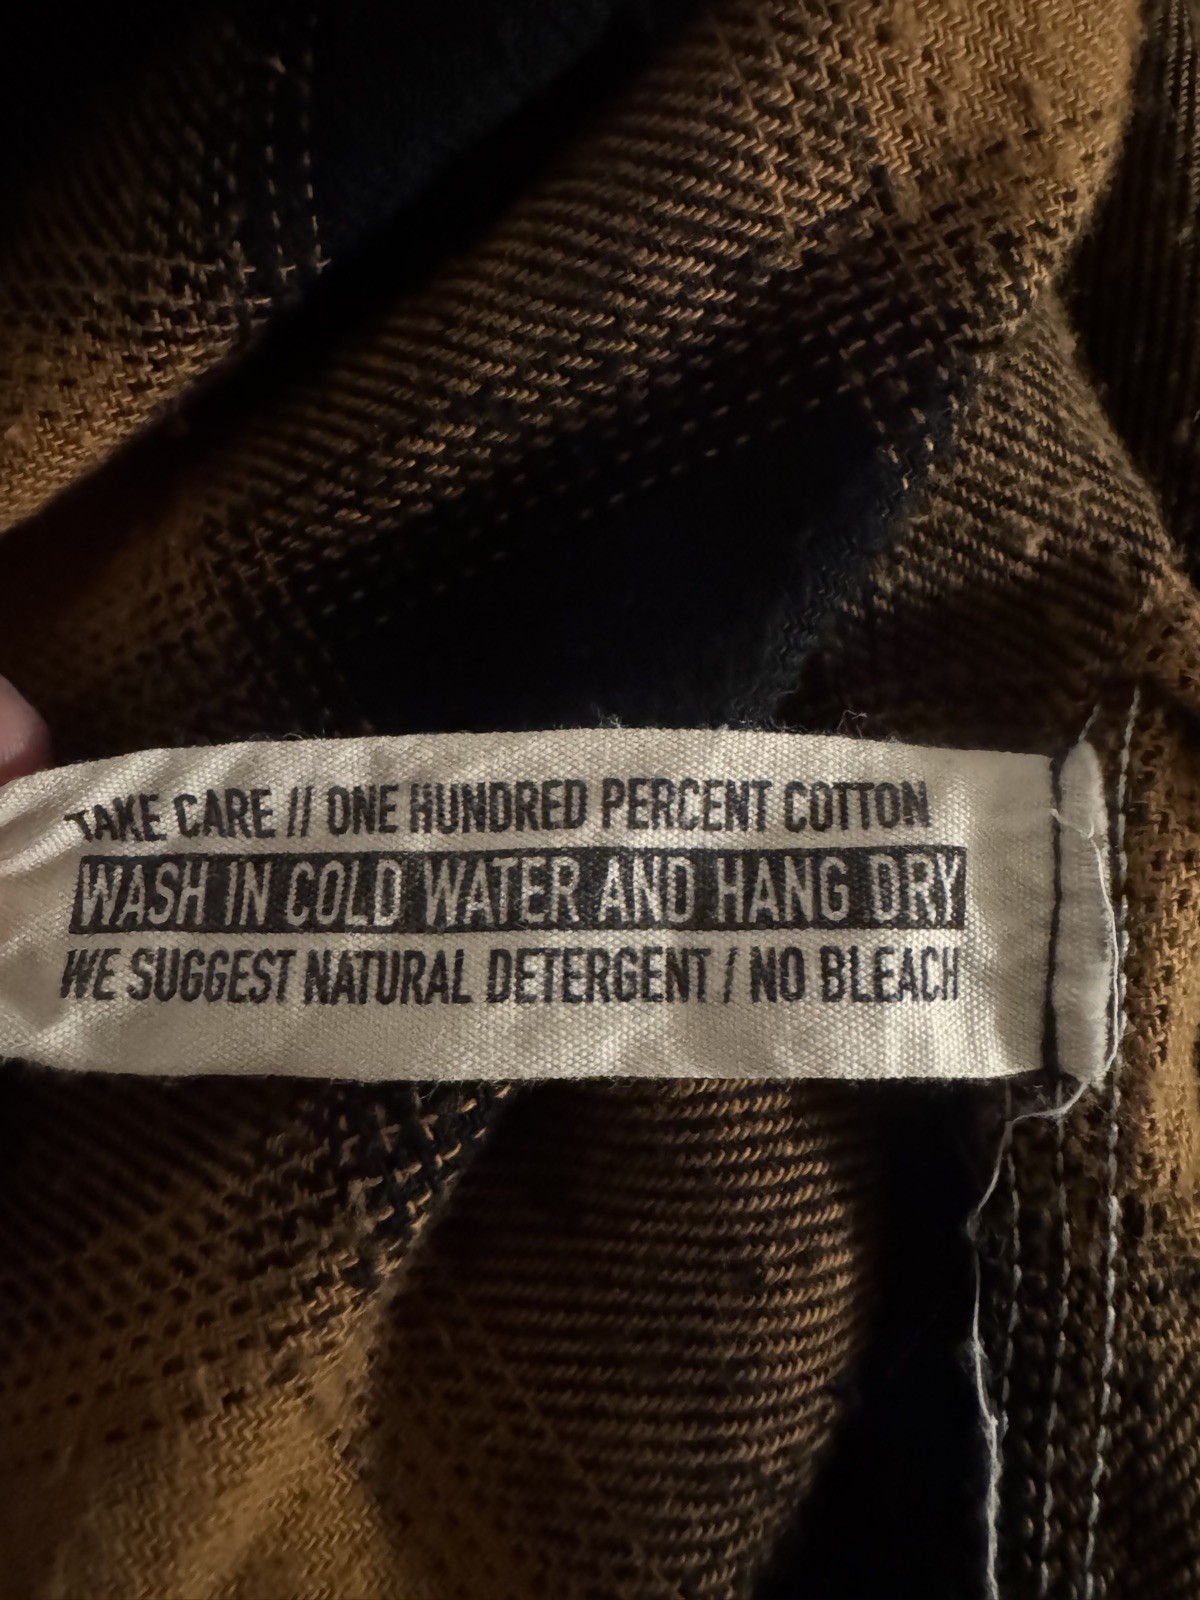 TAKE CARE // ONE HUNDRED PERCENT COTTON
WASH IN COLD WATER AND HANG DRY
WE SUGGEST NATURAL DETERGENT / NO BLEACH